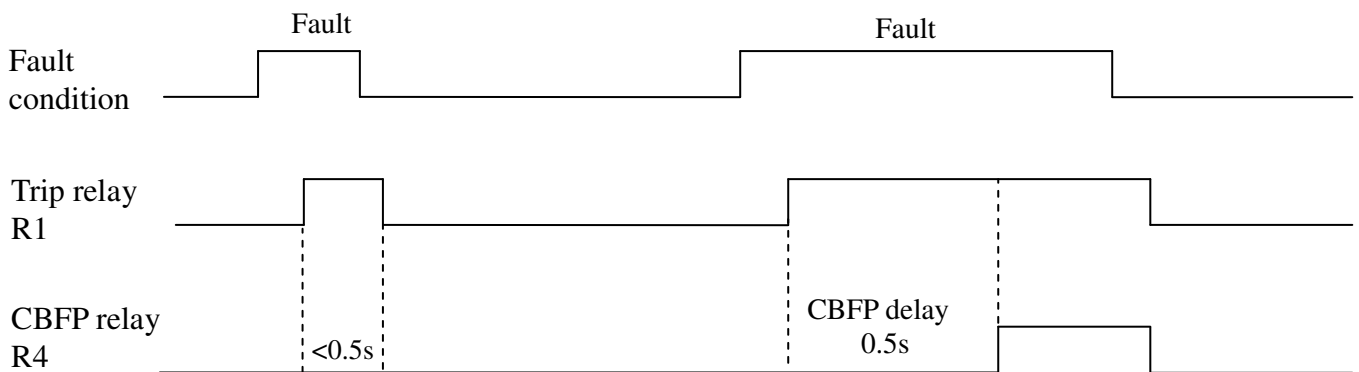 Fault
Fault
Fault
condition
Trip relay
R1
CBFP relay
R4
<0.5s
CBFP delay
0.5s